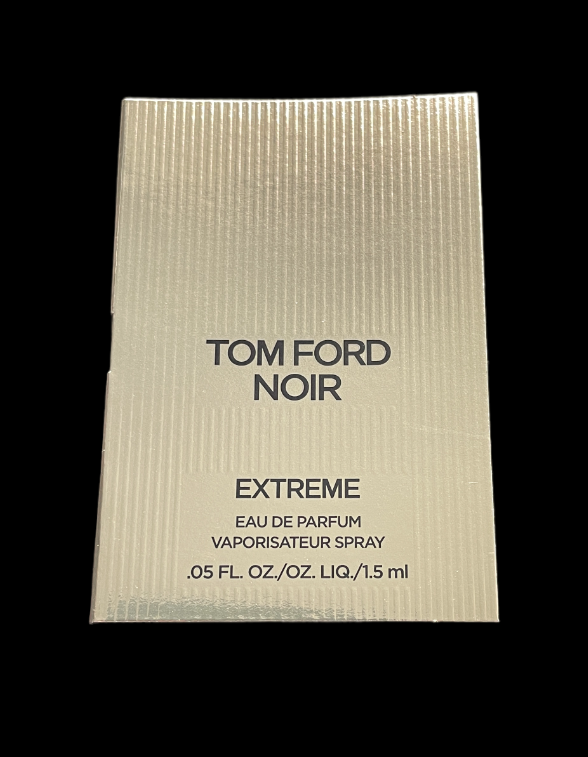 TOM FORD
NOIR
EXTREME
EAU DE PARFUM
VAPORISATEUR SPRAY
.05 FL. OZ./OZ. LIQ./1.5 ml